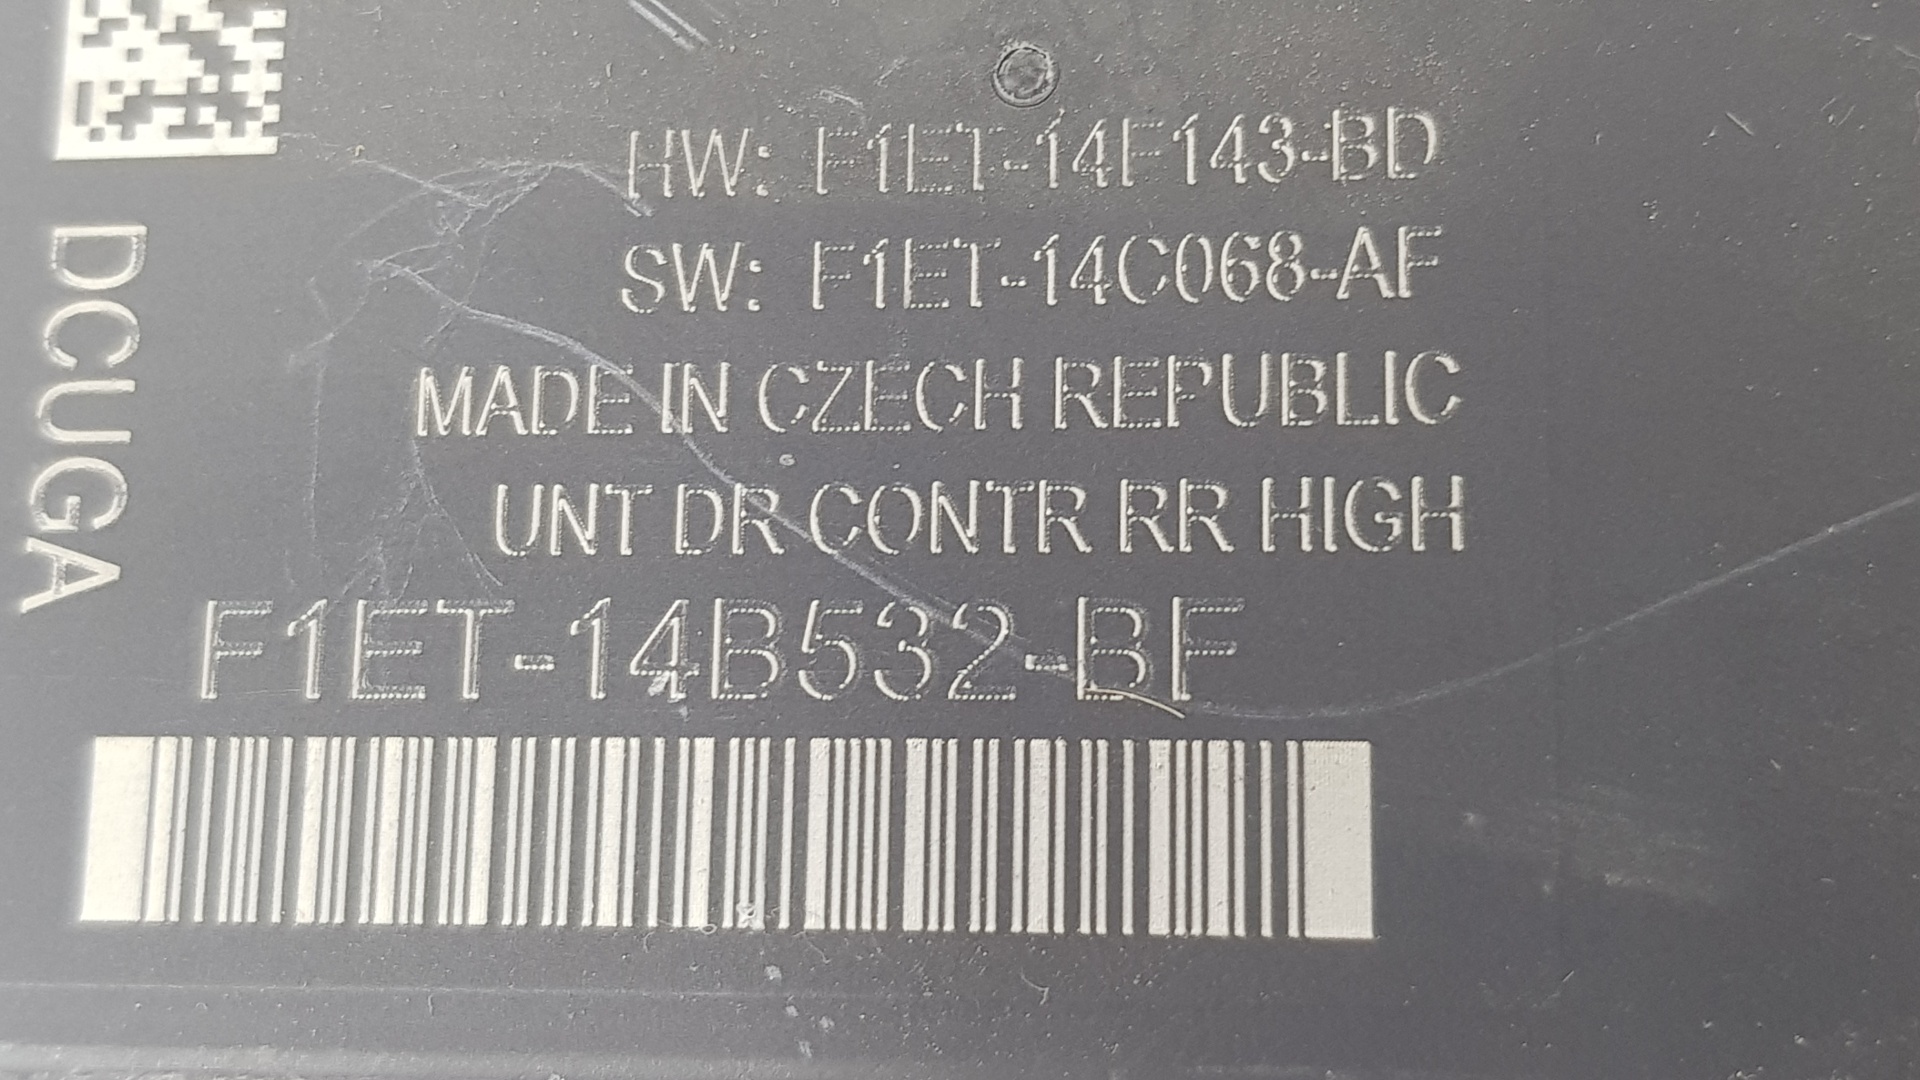 HW: F1ET-14F143-BD
SW: F1ET-14C068-AF
MADE IN CZECH REPUBLIC
UNT DR CONTR RR HIGH
F1ET-14B532-BF
DCUGA